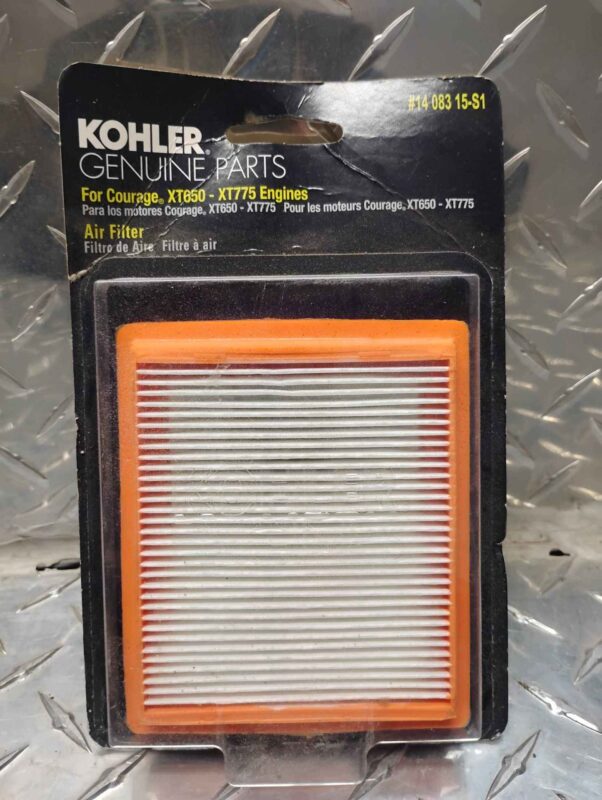 #14 083 15-S1
KOHLER®
GENUINE PARTS
For Courage® XT650 - XT775 Engines
Para los motores Courage® XT650 - XT775 Pour les moteurs Courage® XT650 - XT775
Air Filter
Filtro de Aire Filtre à air